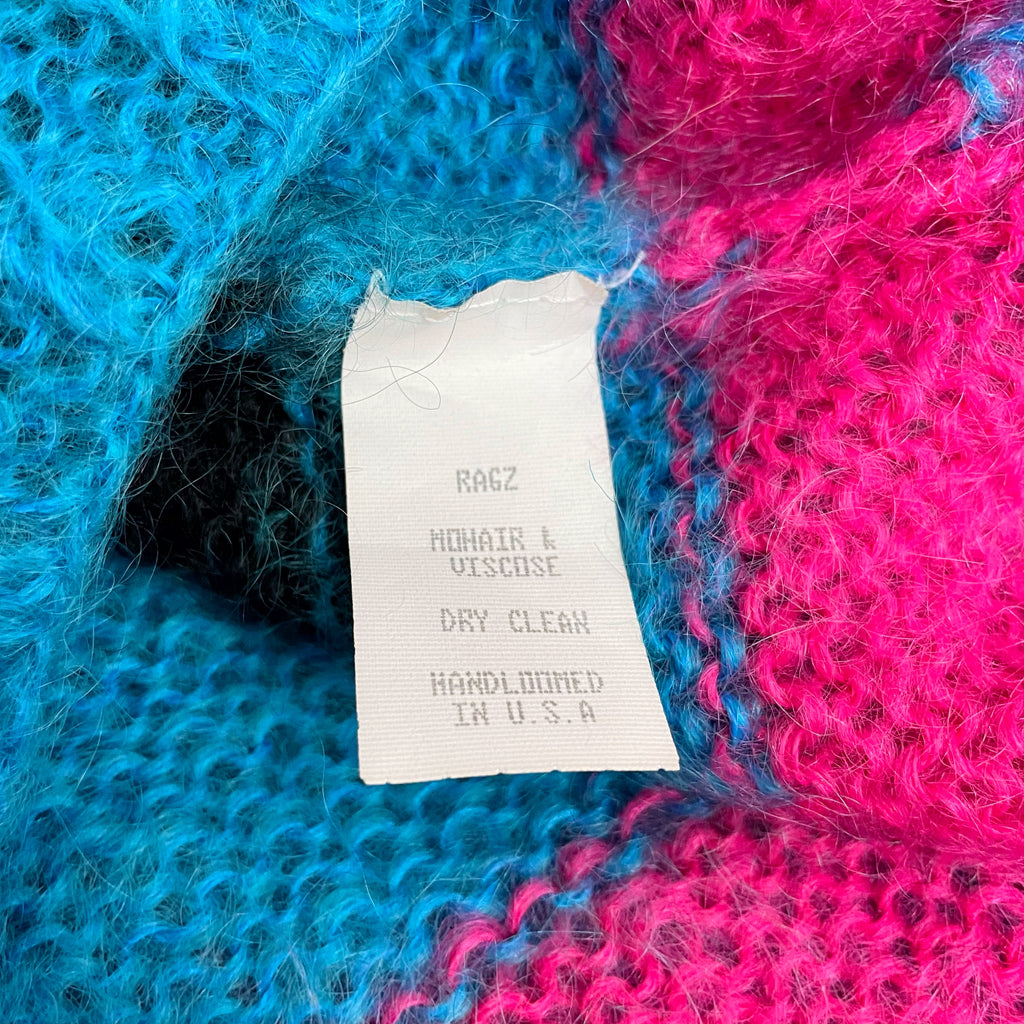 RAGZ
MOHAIR &
VISCOSE
DRY CLEAN
HANDLOOMED
IN U.S.A